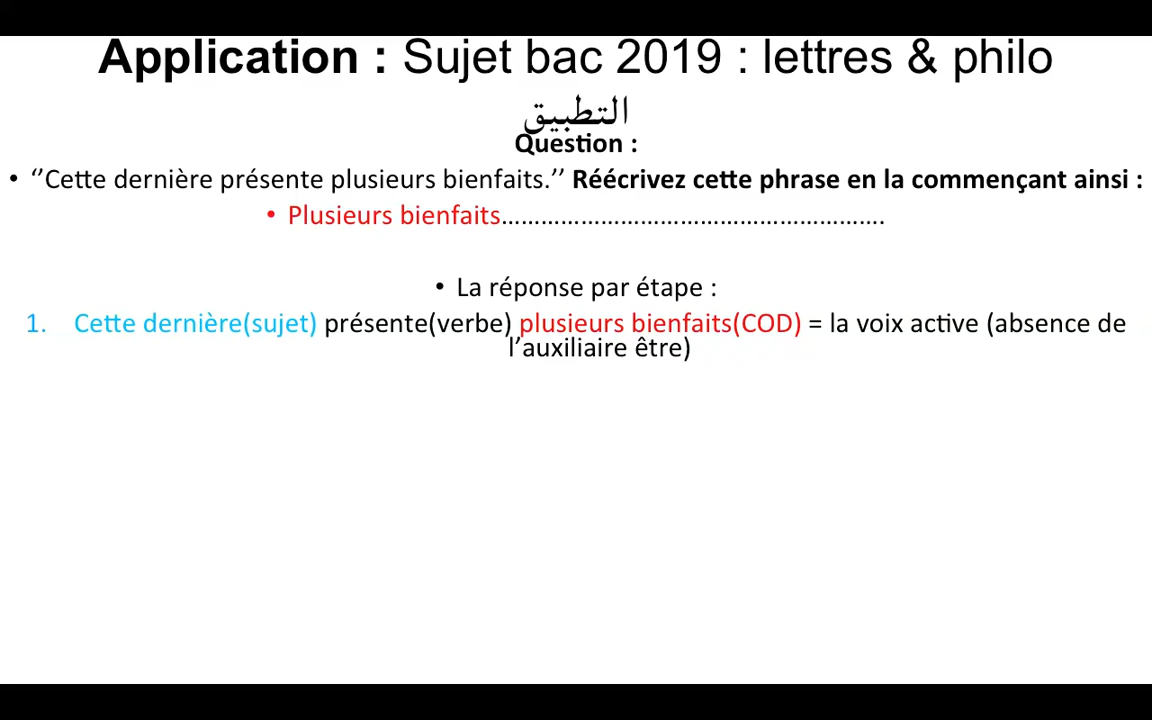 Application : Sujet bac 2019 : lettres & philo
التطبيق
Question :
• ‘’Cette dernière présente plusieurs bienfaits.’’ Réécrivez cette phrase en la commençant ainsi :
• Plusieurs bienfaits……………………………………………………….
• La réponse par étape :
1. Cette dernière(sujet) présente(verbe) plusieurs bienfaits(COD) = la voix active (absence de
l’auxiliaire être)